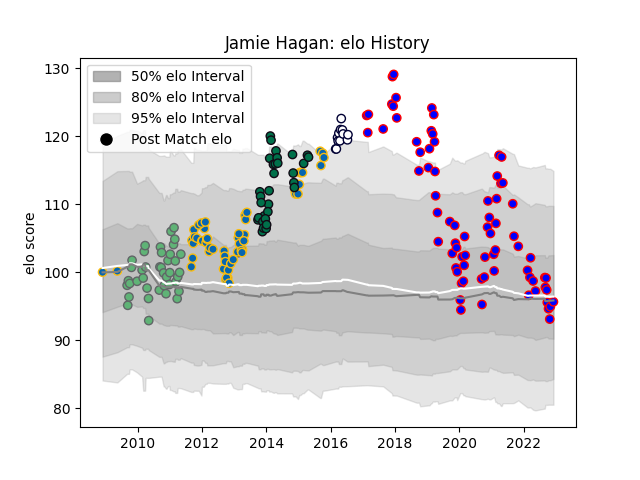 Jamie Hagan: elo History
50% elo Interval
80% elo Interval
95% elo Interval
Post Match elo
elo score
130
120
110
100
90
80
2010 2012 2014 2016 2018 2020 2022